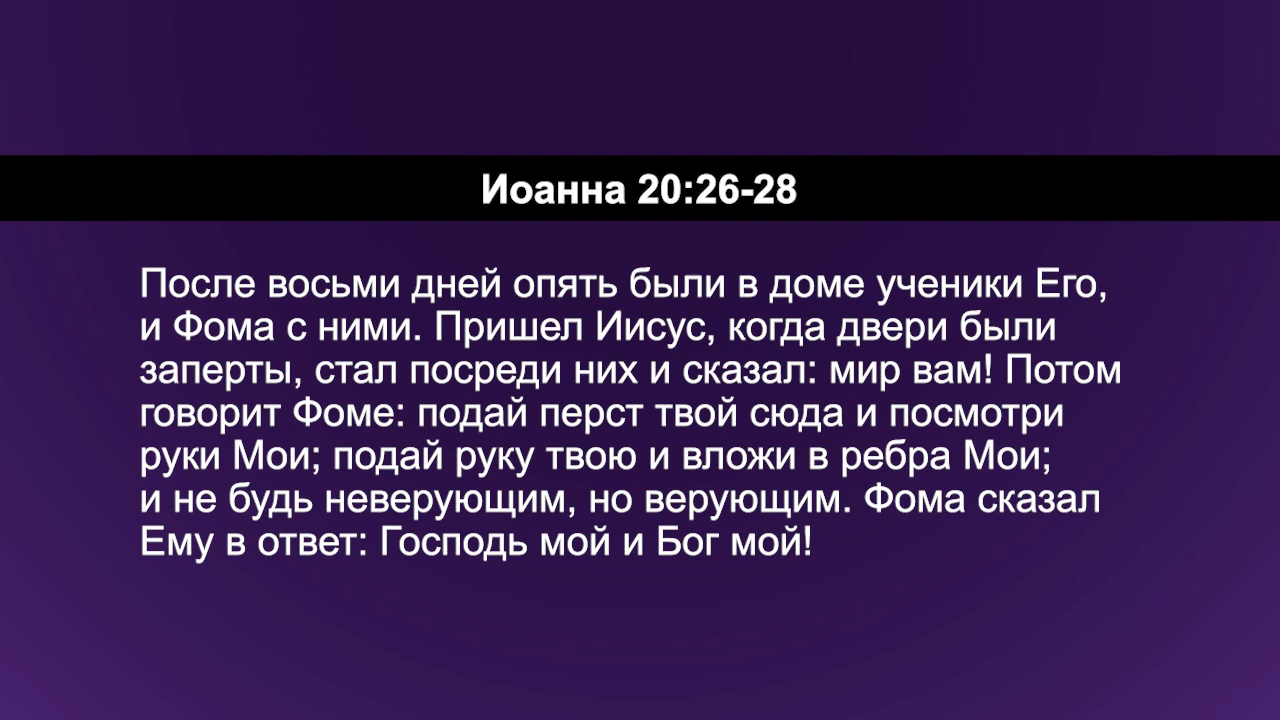 Иоанна 20:26-28
После восьми дней опять были в доме ученики Его,
и Фома с ними. Пришел Иисус, когда двери были
заперты, стал посреди них и сказал: мир вам! Потом
говорит Фоме: подай перст твой сюда и посмотри
руки Мои; подай руку твою и вложи в ребра Мои;
и не будь неверующим, но верующим. Фома сказал
Ему в ответ: Господь мой и Бог мой!